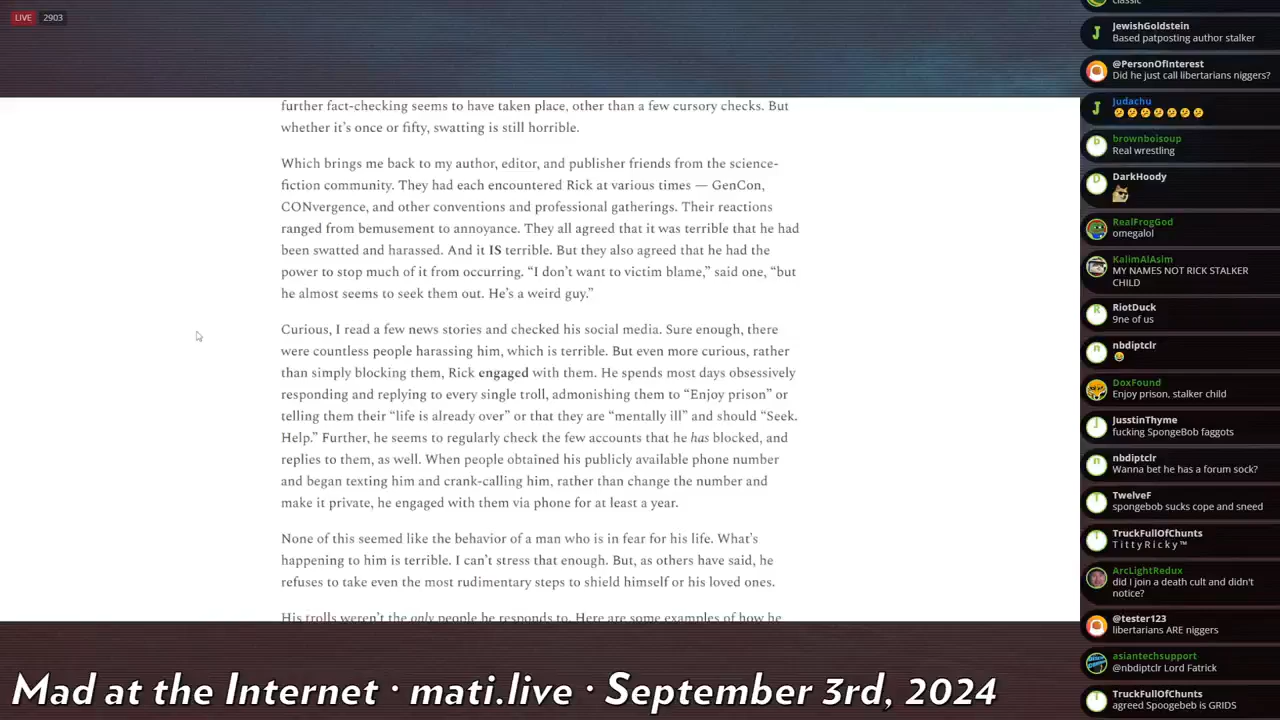 LIVE 2903
further fact-checking seems to have taken place, other than a few cursory checks. But
whether it's once or fifty, swatting is still horrible.
Which brings me back to my author, editor, and publisher friends from the science-
fiction community. They had each encountered Rick at various times — GenCon,
CONvergence, and other conventions and professional gatherings. Their reactions
ranged from bemusement to annoyance. They all agreed that it was terrible that he had
been swatted and harassed. And it IS terrible. But they also agreed that he had the
power to stop much of it from occurring. “I don't want to victim blame,” said one, “but
he almost seems to seek them out. He's a weird guy.”
Curious, I read a few news stories and checked his social media. Sure enough, there
were countless people harassing him, which is terrible. But even more curious, rather
than simply blocking them, Rick engaged with them. He spends most days obsessively
responding and replying to every single troll, admonishing them to “Enjoy prison” or
telling them their “life is already over” or that they are “mentally ill” and should “Seek.
Help.” Further, he seems to regularly check the few accounts that he has blocked, and
replies to them, as well. When people obtained his publicly available phone number
and began texting him and crank-calling him, rather than change the number and
make it private, he engaged with them via phone for at least a year.
None of this seemed like the behavior of a man who is in fear for his life. What's
happening to him is terrible. I can't stress that enough. But, as others have said, he
refuses to take even the most rudimentary steps to shield himself or his loved ones.
His trolls weren't the only people he responds to. Here are some examples of how he
classic
JewishGoldstein
Based patposting author stalker
@PersonOfInterest
Did he just call libertarians niggers?
Judachu
brownboisoup
Real wrestling
DarkHoody
RealFrogGod
omegalol
KalimAlAsim
MY NAMES NOT RICK STALKER
CHILD
RiotDuck
9ne of us
nbdiptclr
DoxFound
Enjoy prison, stalker child
JusstinThyme
fucking SpongeBob faggots
nbdiptclr
Wanna bet he has a forum sock?
TwelveF
spongebob sucks cope and sneed
TruckFullOfChunts
T i t t y R i c k y ™
ArcLightRedux
did I join a death cult and didn't
notice?
@tester123
libertarians ARE niggers
asiantechsupport
@nbdiptclr Lord Fatrick
TruckFullOfChunts
agreed Spoogebeb is GRIDS
Mad at the Internet · mati.live · September 3rd, 2024